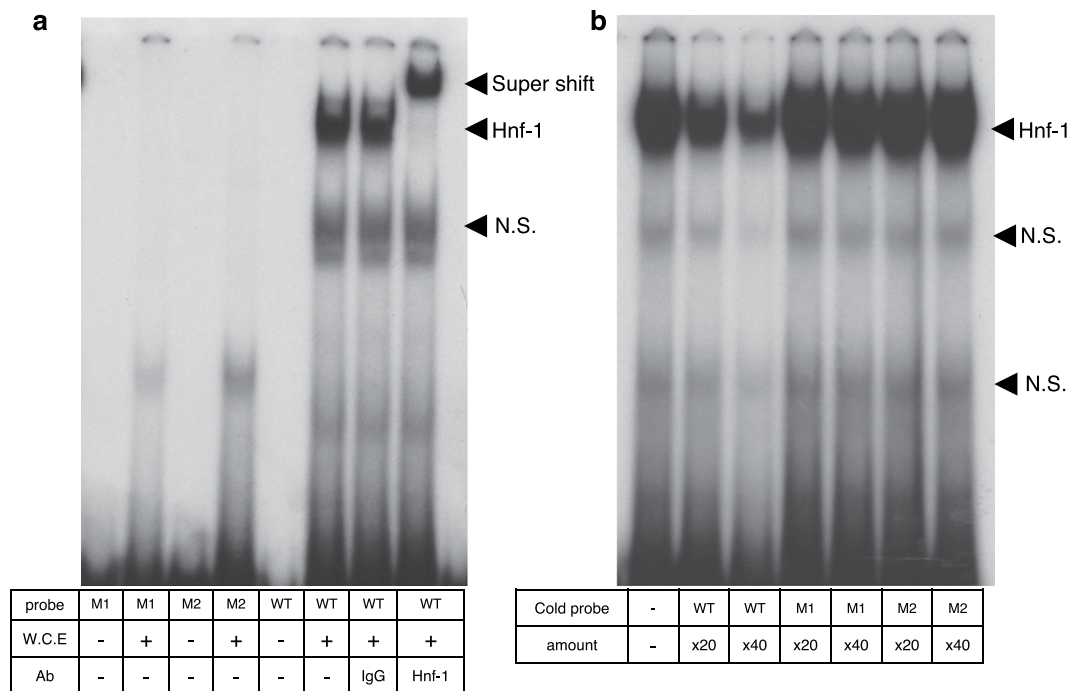 a
Super shift
Hnf-1
N.S.
probe M1 M1 M2 M2 WT WT WT WT
W.C.E - + - + - + + +
Ab - - - - - - IgG Hnf-1
b
Hnf-1
N.S.
N.S.
Cold probe - WT WT M1 M1 M2 M2
amount - x20 x40 x20 x40 x20 x40